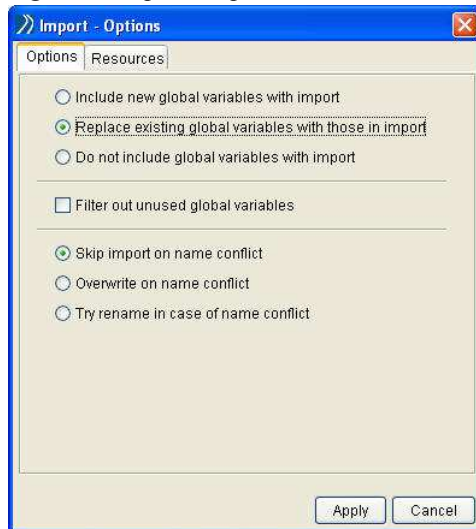 Import - Options
Options Resources
Include new global variables with import
Replace existing global variables with those in import
Do not include global variables with import
Filter out unused global variables
Skip import on name conflict
Overwrite on name conflict
Try rename in case of name conflict
Apply Cancel